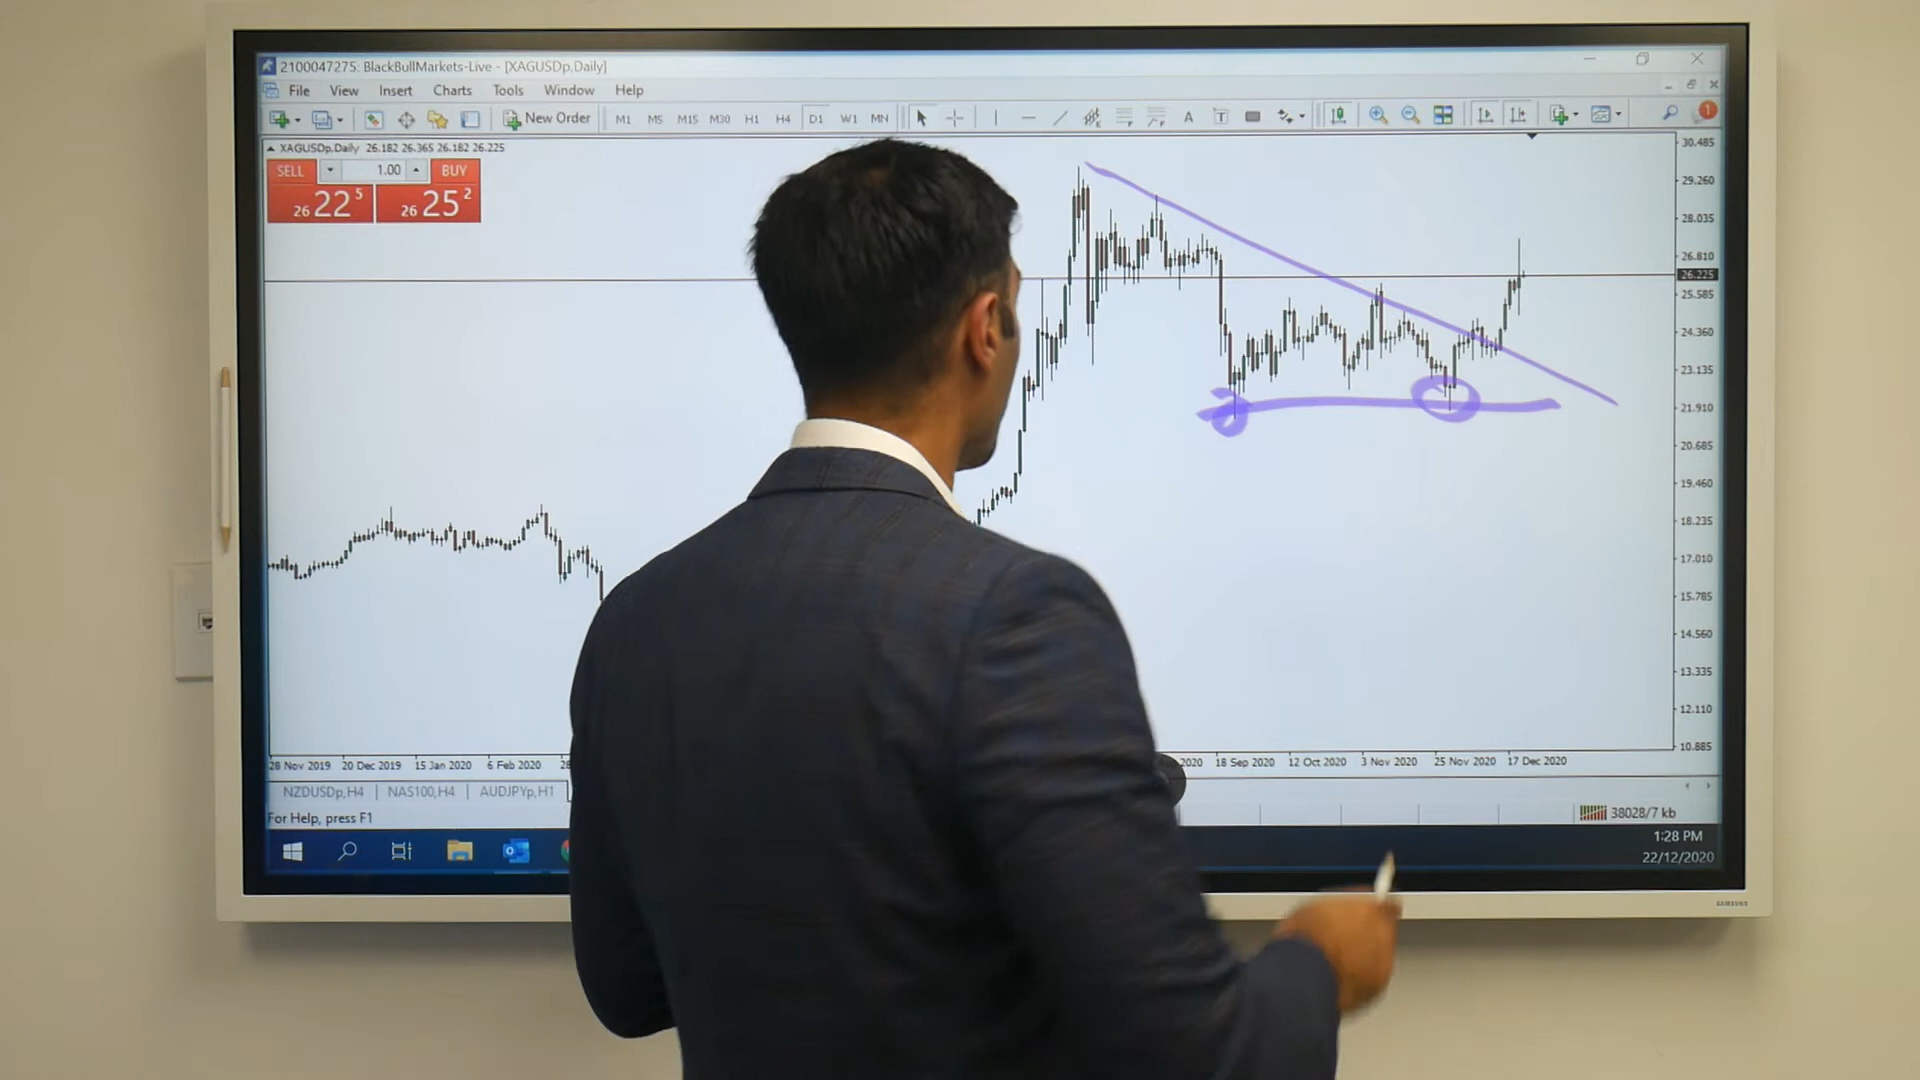 2100047275: BlackBullMarkets-Live - [XAGUSDp,Daily]
File View Insert Charts Tools Window Help
New Order M1 M5 M15 M30 H1 H4 D1 W1 MN A T 1
XAGUSDp,Daily 26.182 26.365 26.182 26.225
SELL 1.00 BUY
26 22 5 26 25 2
30.485
29.260
28.035
26.810
26.225
25.585
24.360
23.135
21.910
20.685
19.460
18.235
17.010
15.785
14.560
13.335
12.110
10.885
28 Nov 2019 20 Dec 2019 15 Jan 2020 6 Feb 2020 28 2020 18 Sep 2020 12 Oct 2020 3 Nov 2020 25 Nov 2020 17 Dec 2020
NZDUSDp,H4 NAS100,H4 AUDJPYp,H1
For Help, press F1 38028/7 kb
1:28 PM
22/12/2020
SAMSUNG